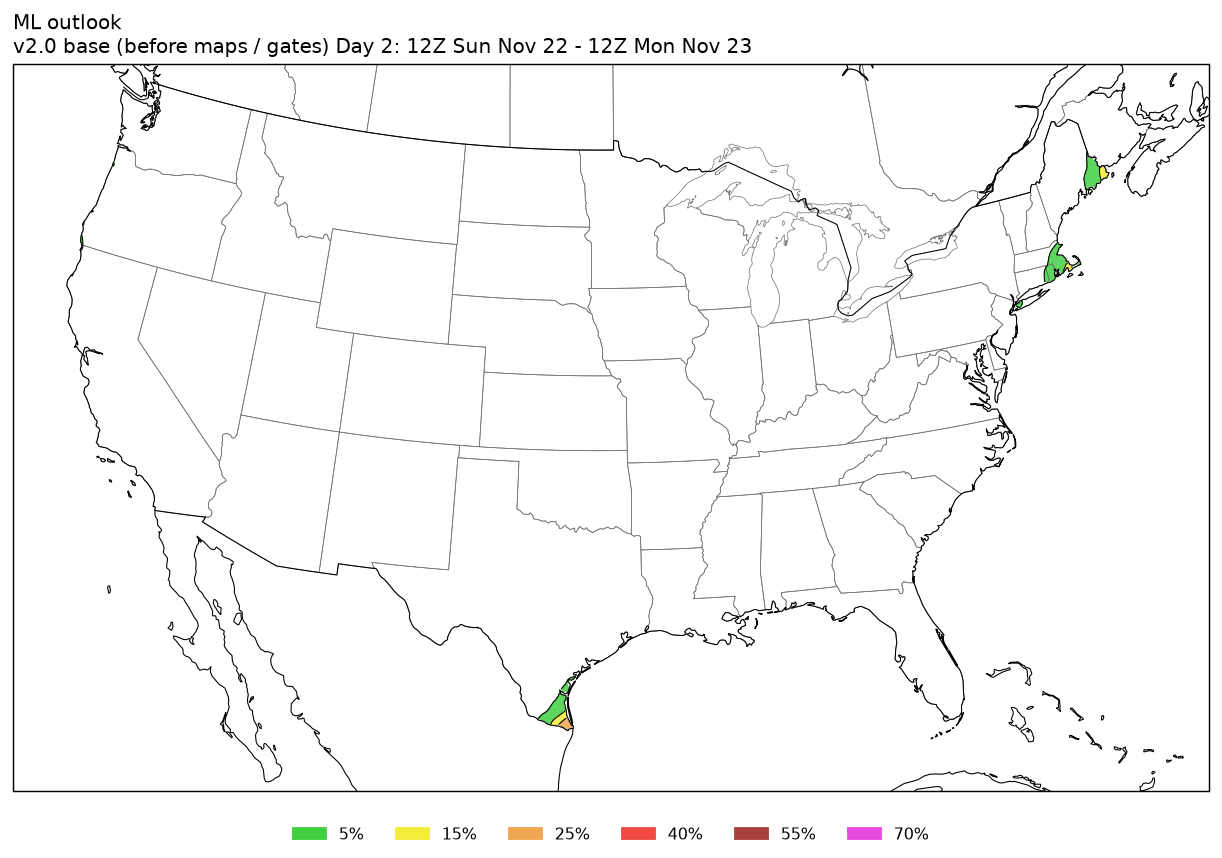 ML outlook
v2.0 base (before maps / gates) Day 2: 12Z Sun Nov 22 - 12Z Mon Nov 23
5% 15% 25% 40% 55% 70%